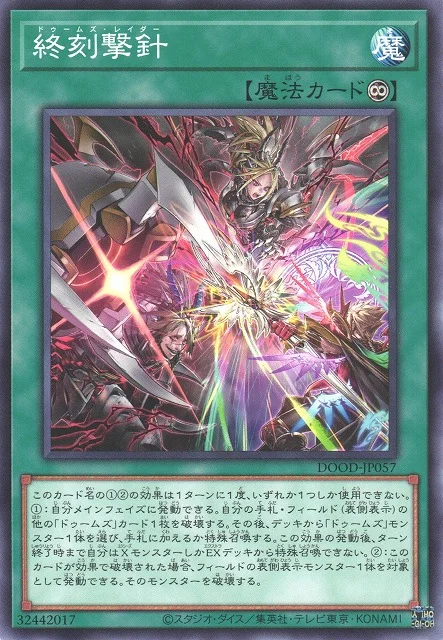 ドゥームズ・レイダー
終刻撃針
魔
【魔法カード】
DOOD-JP057
このカード名の①②の効果は1ターンに1度、いずれか1つしか使用できない。
①：自分メインフェイズに発動できる。自分の手札・フィールド（表側表示）の
他の「ドゥームズ」カード1枚を破壊する。その後、デッキから「ドゥームズ」モンス
ター1体を選び、手札に加えるか特殊召喚する。この効果の発動後、ターン
終了時まで自分はXモンスターしかEXデッキから特殊召喚できない。②：この
カードが効果で破壊された場合、フィールドの表側表示モンスター1体を対象
として発動できる。そのモンスターを破壊する。
32442017
©スタジオ・ダイス／集英社・テレビ東京・KONAMI